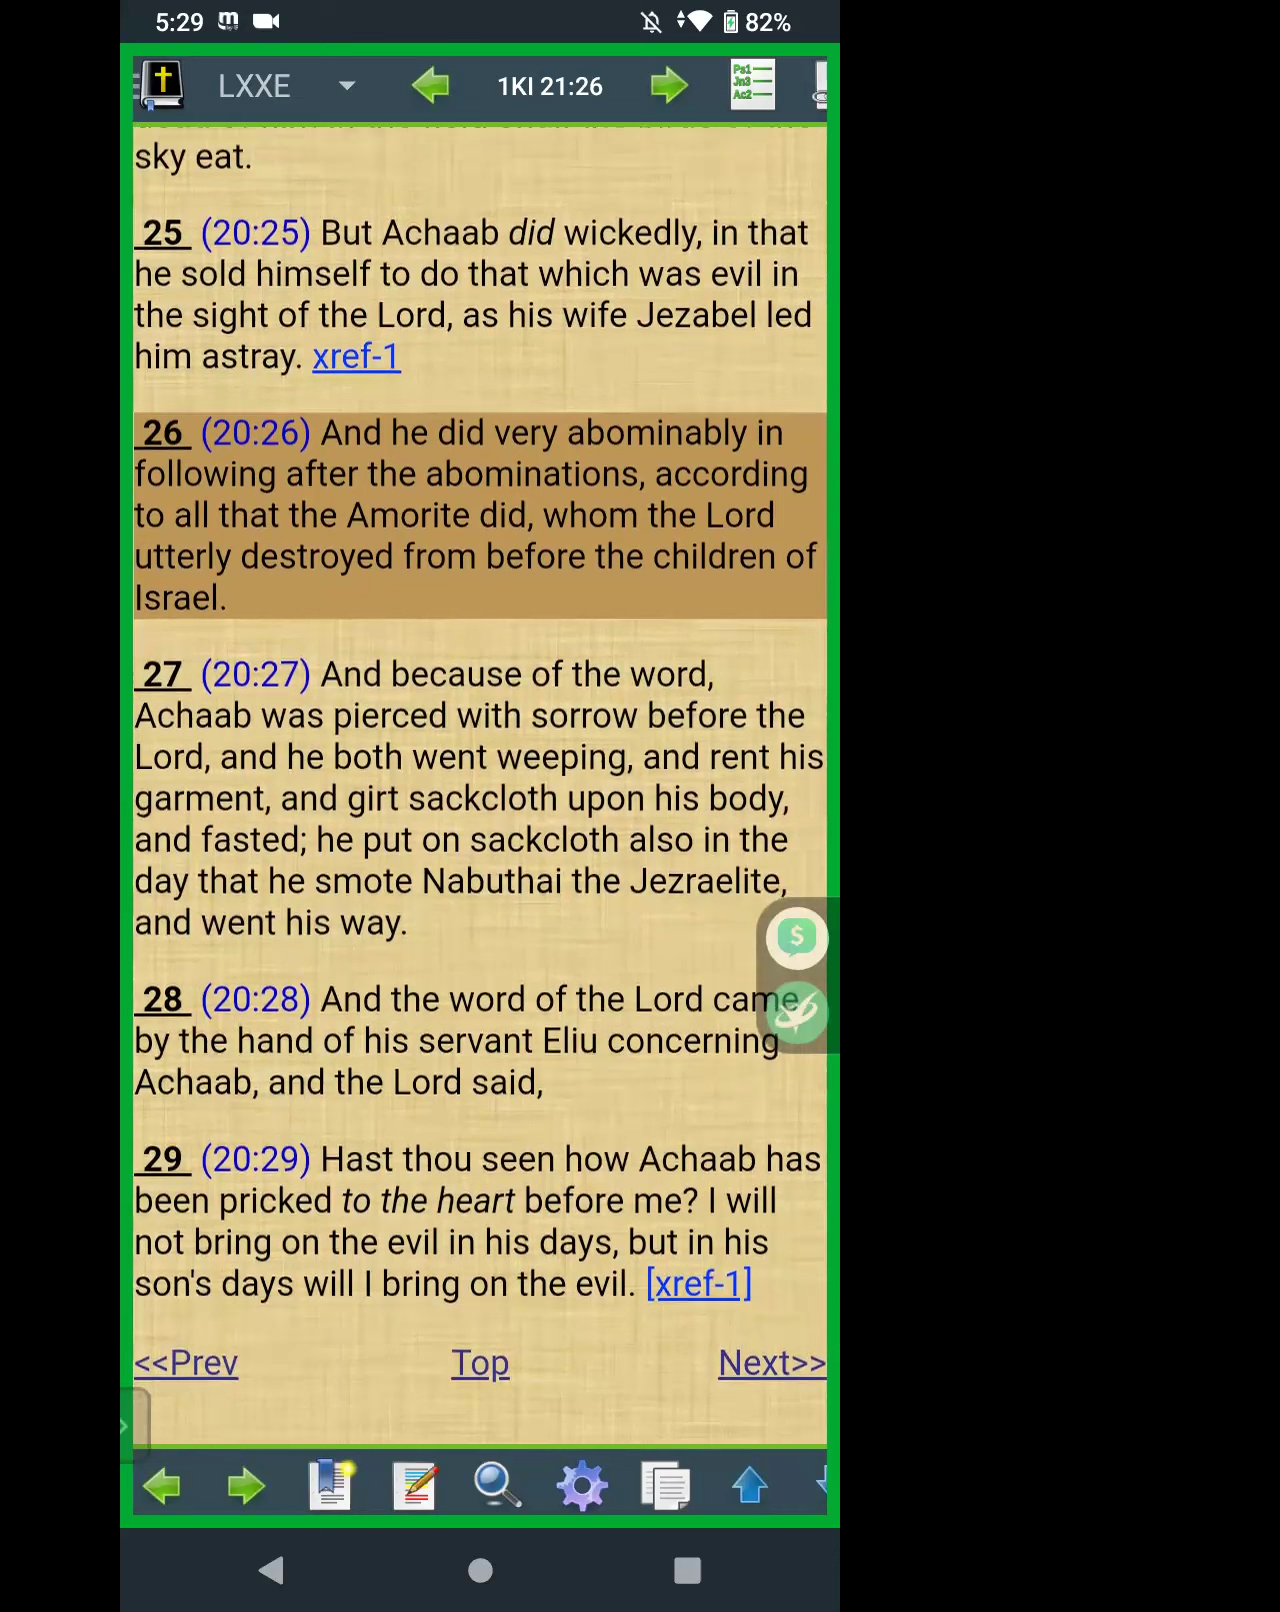 5:29
82%
LXXE
1KI 21:26
Ps1
Jn3
Ac2
sky eat.
25 (20:25) But Achaab did wickedly, in that
he sold himself to do that which was evil in
the sight of the Lord, as his wife Jezabel led
him astray. xref-1
26 (20:26) And he did very abominably in
following after the abominations, according
to all that the Amorite did, whom the Lord
utterly destroyed from before the children of
Israel.
27 (20:27) And because of the word,
Achaab was pierced with sorrow before the
Lord, and he both went weeping, and rent his
garment, and girt sackcloth upon his body,
and fasted; he put on sackcloth also in the
day that he smote Nabuthai the Jezraelite,
and went his way.
28 (20:28) And the word of the Lord came
by the hand of his servant Eliu concerning
Achaab, and the Lord said,
29 (20:29) Hast thou seen how Achaab has
been pricked to the heart before me? I will
not bring on the evil in his days, but in his
son's days will I bring on the evil. [xref-1]
<<Prev Top Next>>